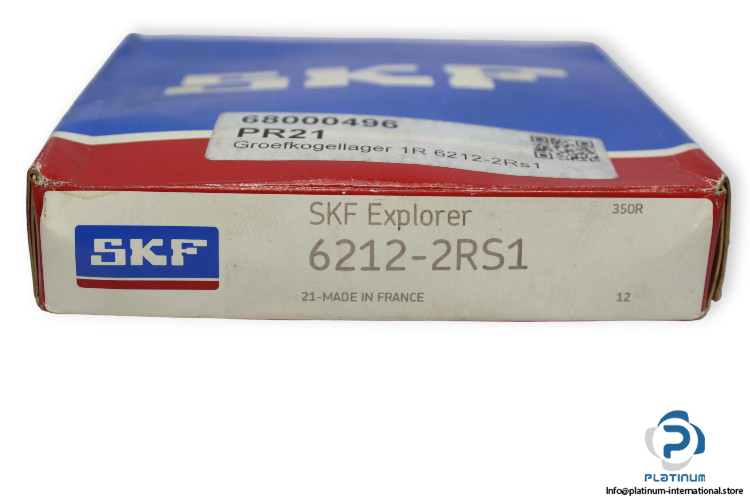 SKF
68000496
PR21
Groefkogellager 1R 6212-2Rs1
SKF Explorer
350R
SKF
6212-2RS1
21-MADE IN FRANCE
12
PLATINUM
Info@platinum-international.store